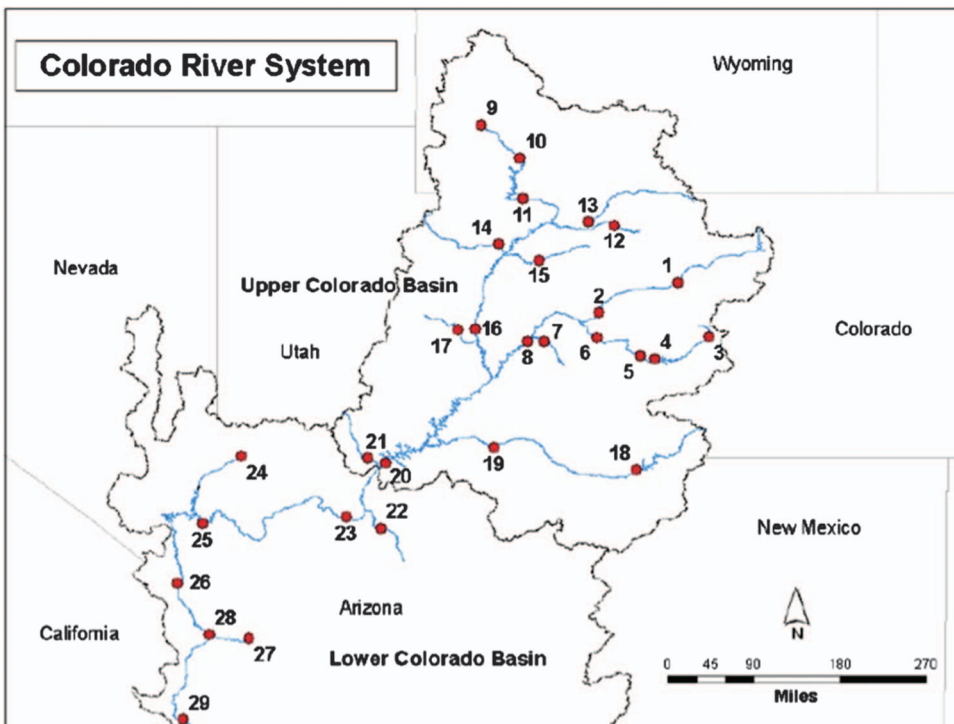 Colorado River System
Wyoming
9
10
11
13
12
14
15
Nevada
1
Upper Colorado Basin
2
Colorado
16
17
7
8
6
4
5
3
Utah
21
20
24
19
18
22
23
25
New Mexico
26
28
27
Arizona
California
N
Lower Colorado Basin
0 45 90 180 270
Miles
29